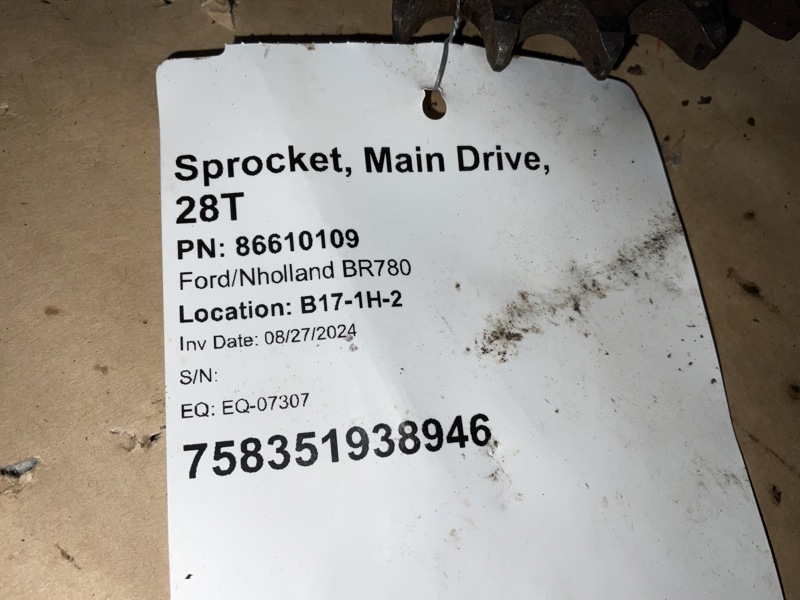 Sprocket, Main Drive,
28T
PN: 86610109
Ford/Nholland BR780
Location: B17-1H-2
Inv Date: 08/27/2024
S/N:
EQ: EQ-07307
758351938946